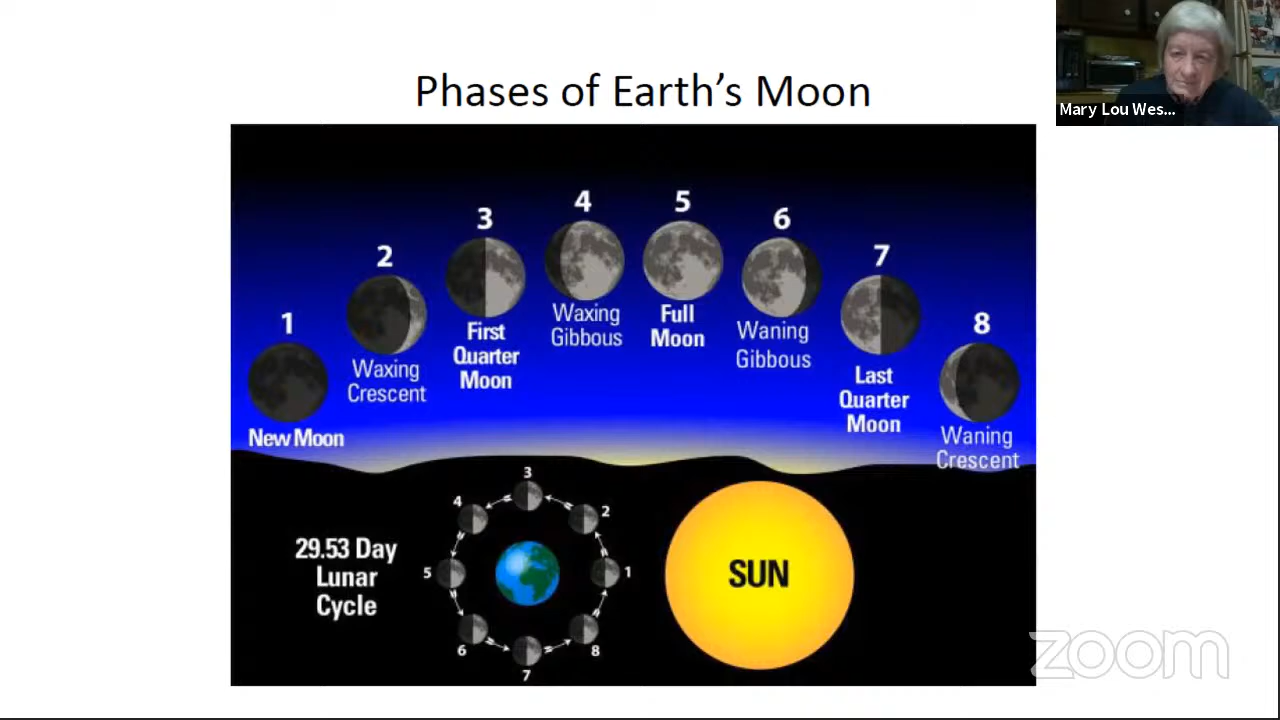 Phases of Earth’s Moon
Mary Lou Wes...
1
New Moon
2
Waxing
Crescent
3
First
Quarter
Moon
4
Waxing
Gibbous
5
Full
Moon
6
Waning
Gibbous
7
Last
Quarter
Moon
8
Waning
Crescent
29.53 Day
Lunar
Cycle
3
4
2
5
1
6
8
7
SUN
zoom